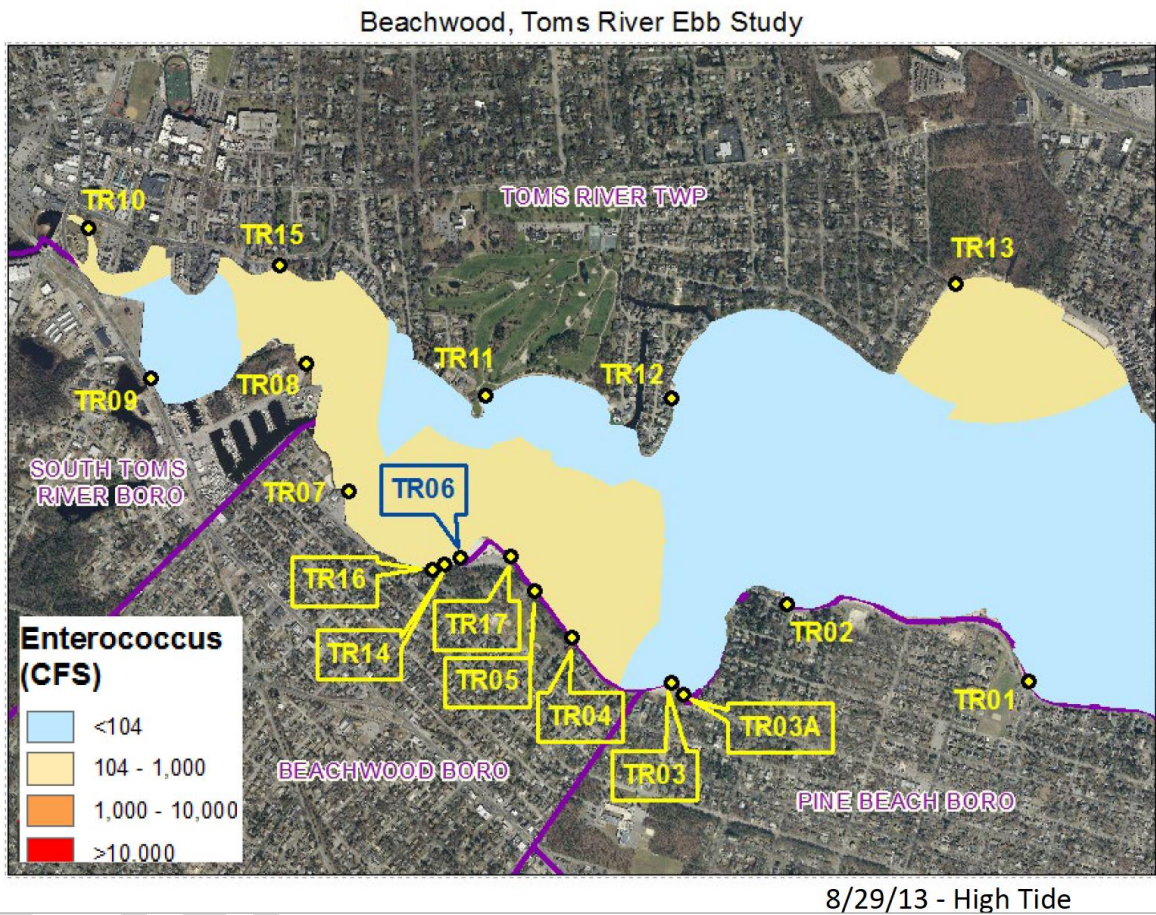 Beachwood, Toms River Ebb Study
TOMS RIVER TWP
TR10
TR15
TR13
TR11
TR12
TR08
TR09
SOUTH TOMS
RIVER BORO
TR07
TR06
TR16
TR14
TR17
TR05
TR04
TR03
TR03A
TR02
TR01
BEACHWOOD BORO
PINE BEACH BORO
Enterococcus
(CFS)
<104
104 - 1,000
1,000 - 10,000
>10,000
8/29/13 - High Tide